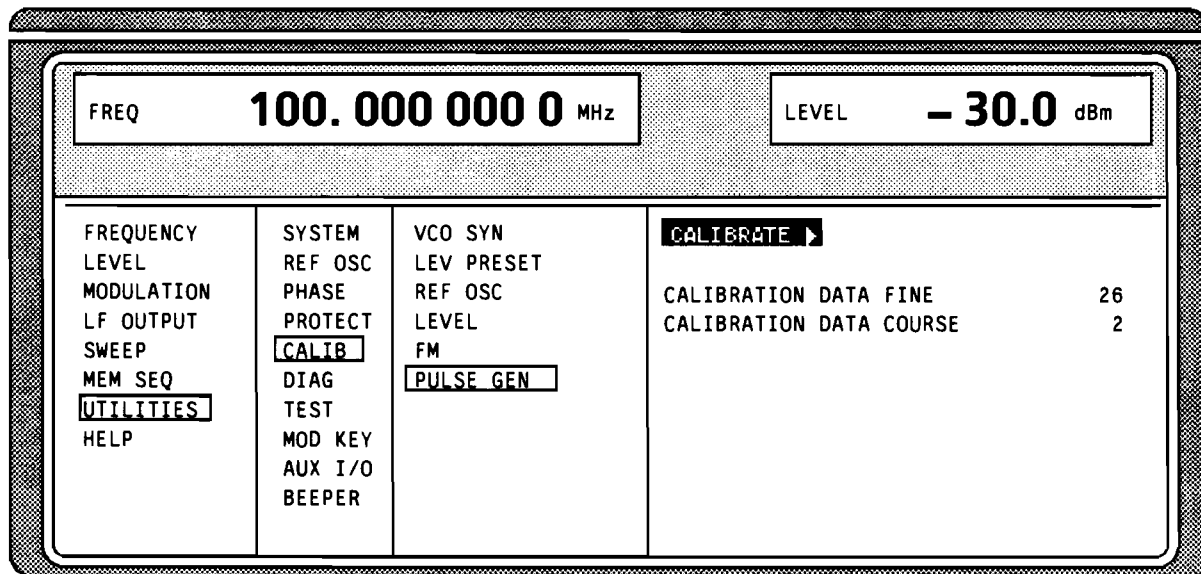 FREQ 100. 000 000 0 MHz
LEVEL – 30.0 dBm
FREQUENCY
LEVEL
MODULATION
LF OUTPUT
SWEEP
MEM SEQ
UTILITIES
HELP
SYSTEM
REF OSC
PHASE
PROTECT
CALIB
DIAG
TEST
MOD KEY
AUX I/O
BEEPER
VCO SYN
LEV PRESET
REF OSC
LEVEL
FM
PULSE GEN
CALIBRATE
CALIBRATION DATA FINE 26
CALIBRATION DATA COURSE 2